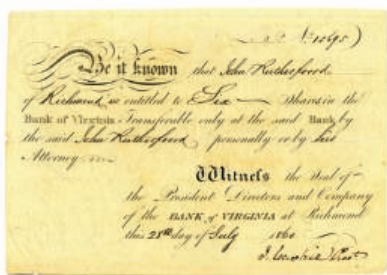 No 15695
Be it known that John Rutherfoord
of Richmond is entitled to Six Shares in the
Bank of Virginia Transferable only at the said Bank by
the said John Rutherfoord personally or by his
Attorney
Witness the Seal of
the President Directors and Company
of the BANK of VIRGINIA at Richmond
this 28th day of July 1860
Prest